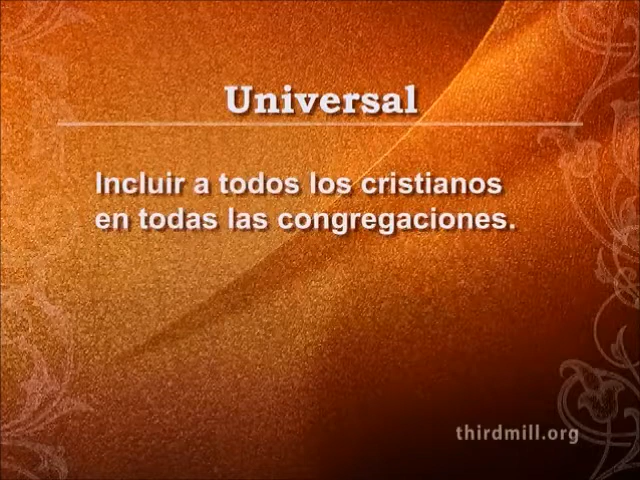 Universal
Incluir a todos los cristianos
en todas las congregaciones.
thirdmill.org